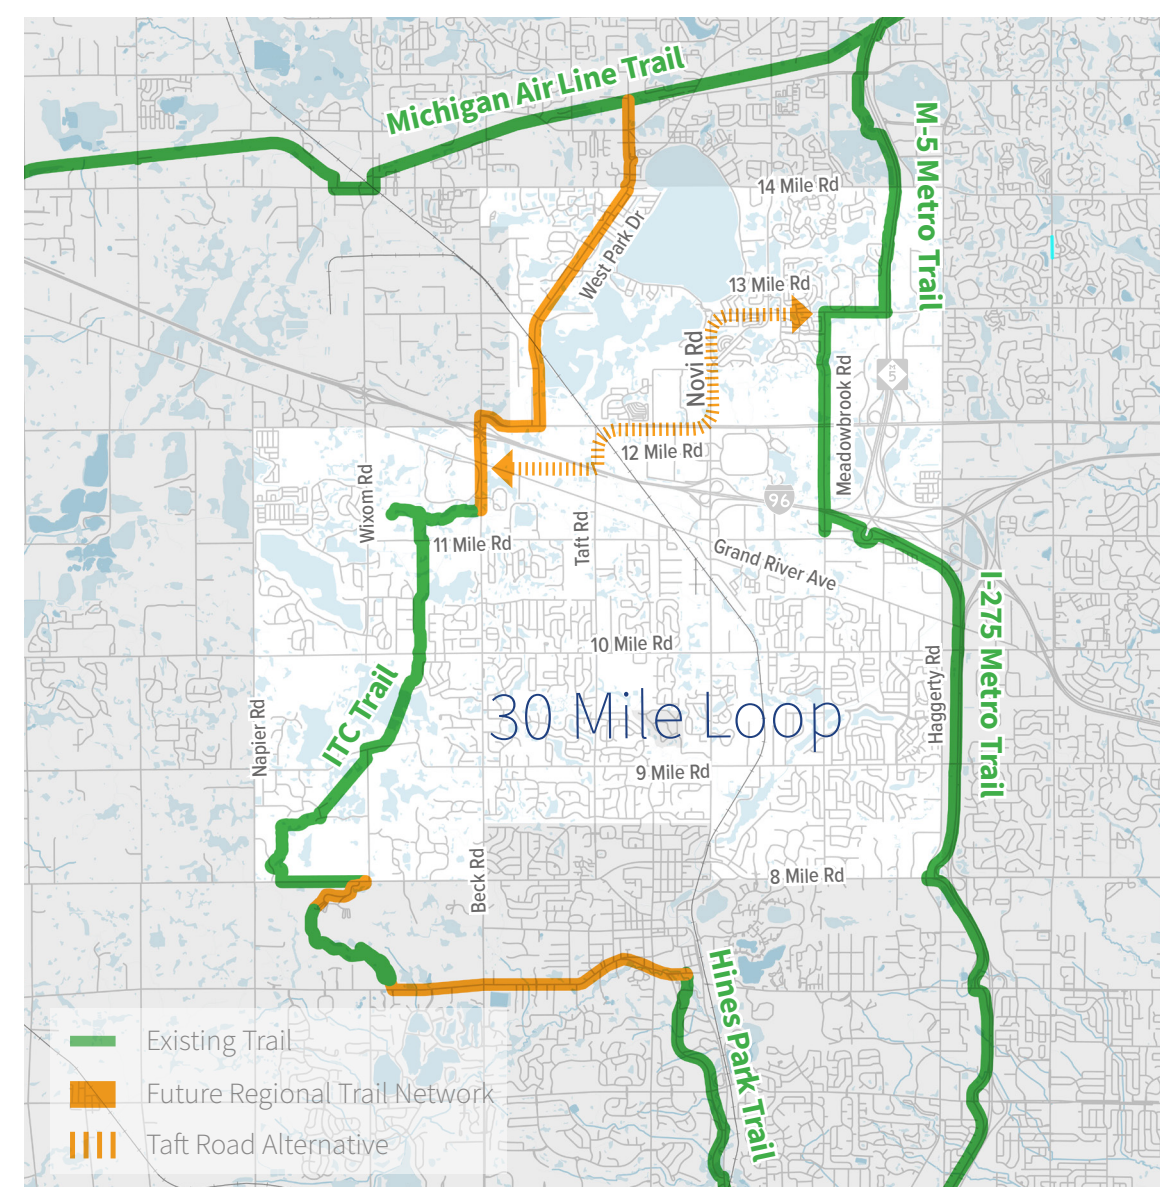 Michigan Air Line Trail
M-5 Metro Trail
14 Mile Rd
West Park Dr
13 Mile Rd
Novi Rd
M
5
Meadowbrook Rd
12 Mile Rd
Wixom Rd
96
11 Mile Rd
Taft Rd
Grand River Ave
I-275 Metro Trail
10 Mile Rd
Haggerty Rd
ITC Trail
30 Mile Loop
Napier Rd
9 Mile Rd
Beck Rd
8 Mile Rd
Hines Park Trail
Existing Trail
Future Regional Trail Network
Taft Road Alternative